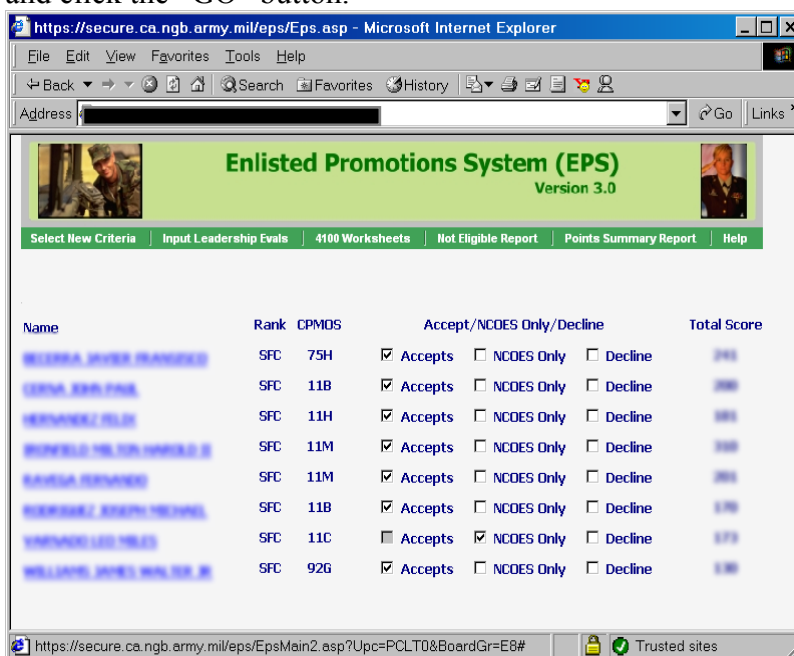 and click the "GO" button.
https://secure.ca.ngb.army.mil/eps/Eps.asp - Microsoft Internet Explorer
File Edit View Favorites Tools Help
Back Search Favorites History
Address Go Links
Enlisted Promotions System (EPS)
Version 3.0
Select New Criteria Input Leadership Evals 4100 Worksheets Not Eligible Report Points Summary Report Help
Name Rank CPMOS Accept/NCOES Only/Decline Total Score
SFC 75H Accepts NCOES Only Decline
SFC 11B Accepts NCOES Only Decline
SFC 11H Accepts NCOES Only Decline
SFC 11M Accepts NCOES Only Decline
SFC 11M Accepts NCOES Only Decline
SFC 11B Accepts NCOES Only Decline
SFC 11C Accepts NCOES Only Decline
SFC 92G Accepts NCOES Only Decline
https://secure.ca.ngb.army.mil/eps/EpsMain2.asp?Upc=PCLT0&BoardGr=E8# Trusted sites